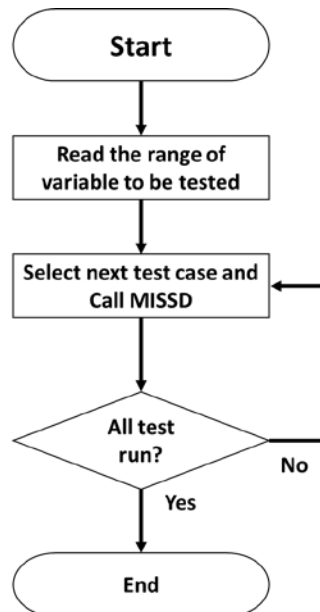 Start
Read the range of
variable to be tested
Select next test case and
Call MISSD
All test
run?
No
Yes
End